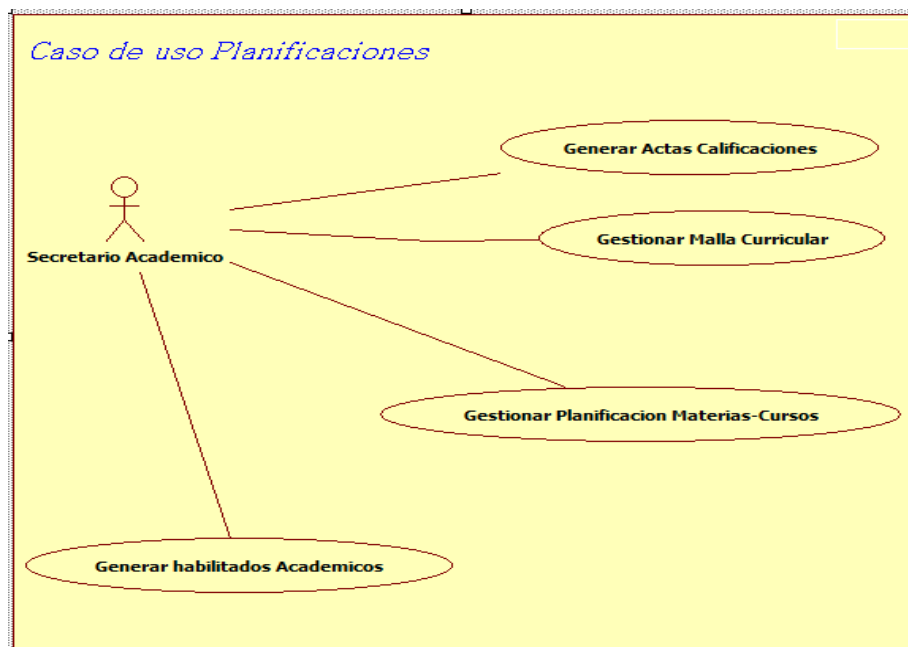 Caso de uso Planificaciones
Generar Actas Calificaciones
Gestionar Malla Curricular
Secretario Academico
Gestionar Planificacion Materias-Cursos
Generar habilitados Academicos